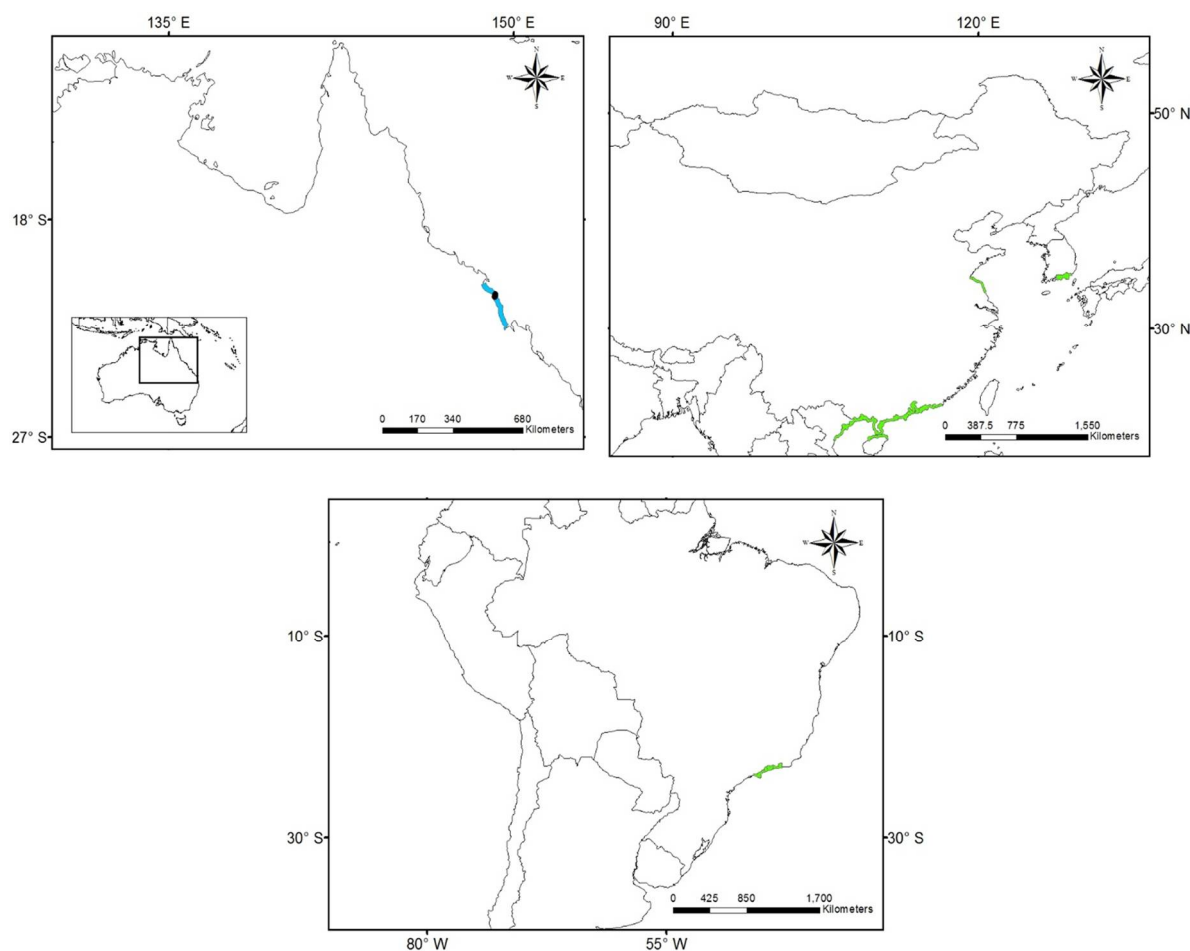 135° E 150° E
N
W E
S
18° S
27° S
0 170 340 680
Kilometers
90° E 120° E
N
W E
S
50° N
30° N
0 387.5 775 1,550
Kilometers
N
W E
S
10° S 10° S
30° S 30° S
0 425 850 1,700
Kilometers
80° W 55° W